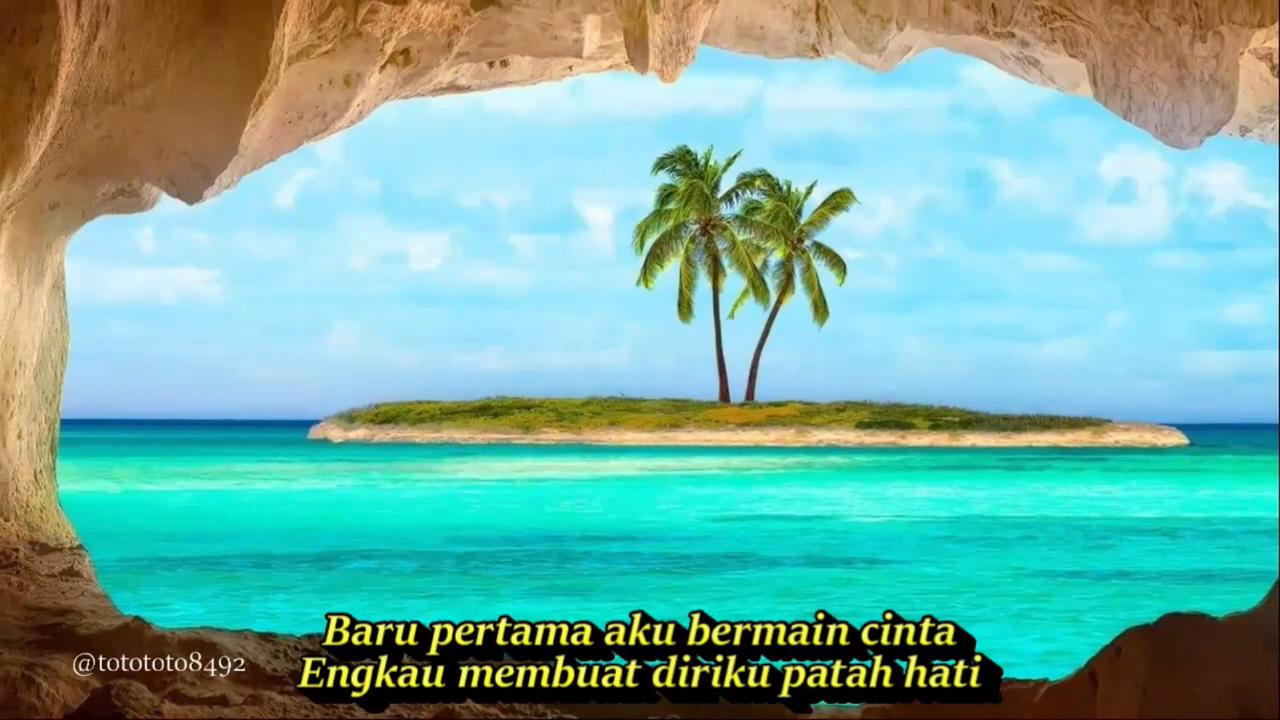 Baru pertama aku bermain cinta
@totototo8492
Engkau membuat diriku patah hati